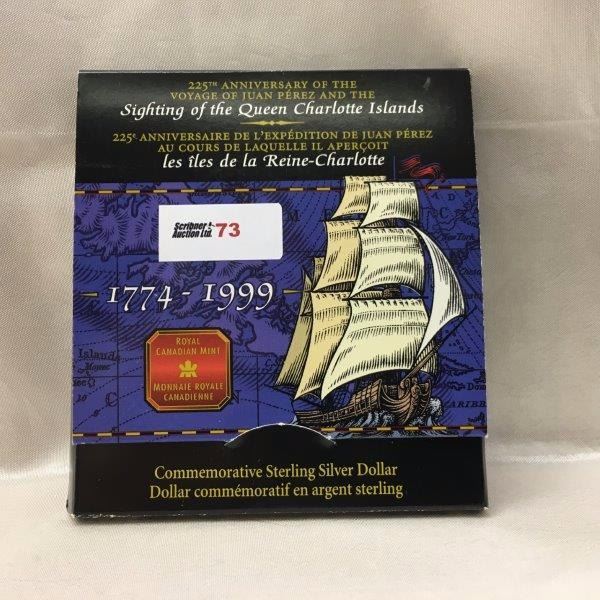 225TH ANNIVERSARY OF THE
VOYAGE OF JUAN PÉREZ AND THE
Sighting of the Queen Charlotte Islands
225e ANNIVERSAIRE DE L'EXPÉDITION DE JUAN PÉREZ
AU COURS DE LAQUELLE IL APERÇOIT
les îles de la Reine-Charlotte
Scribner's
Auction Ltd. 73
1774 - 1999
York
Islands
ROYAL
CANADIAN MINT
MONNAIE ROYALE
CANADIENNE
Commemorative Sterling Silver Dollar
Dollar commémoratif en argent sterling